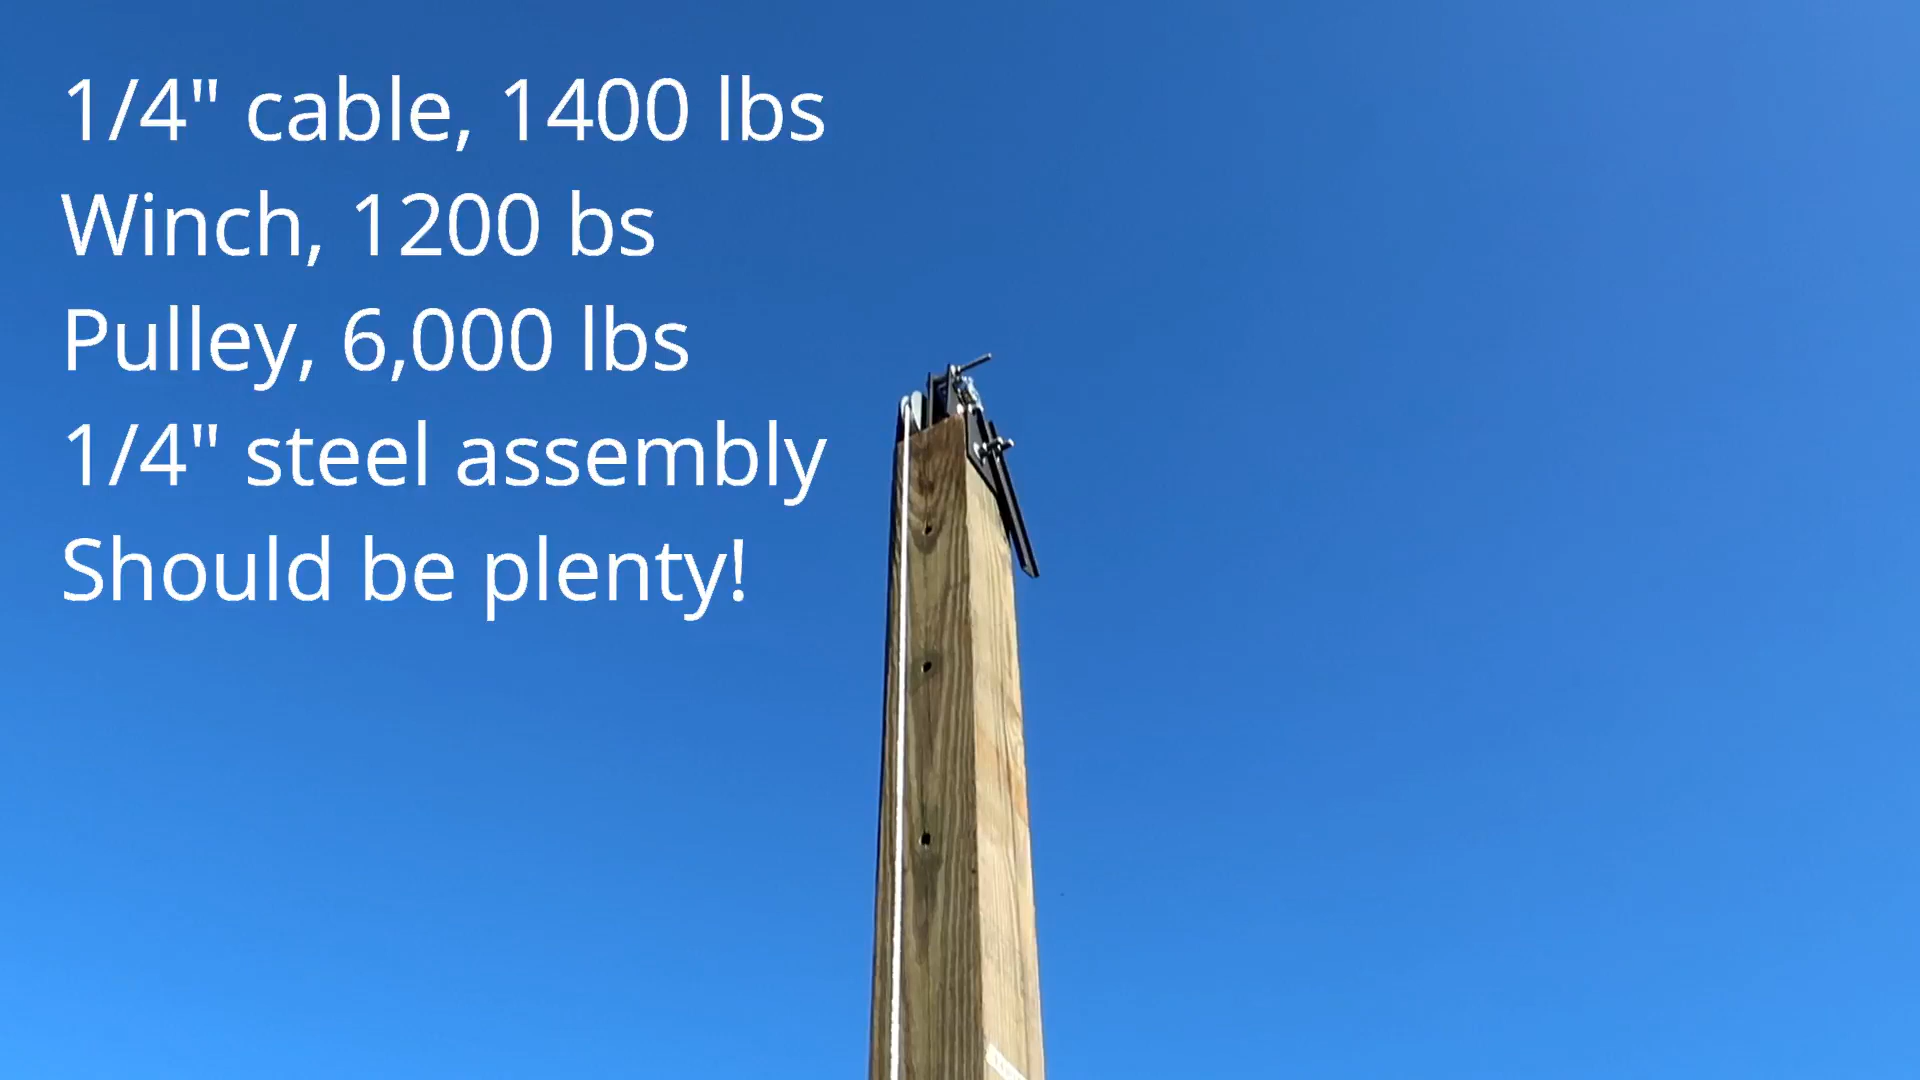 1/4" cable, 1400 lbs
Winch, 1200 bs
Pulley, 6,000 lbs
1/4" steel assembly
Should be plenty!